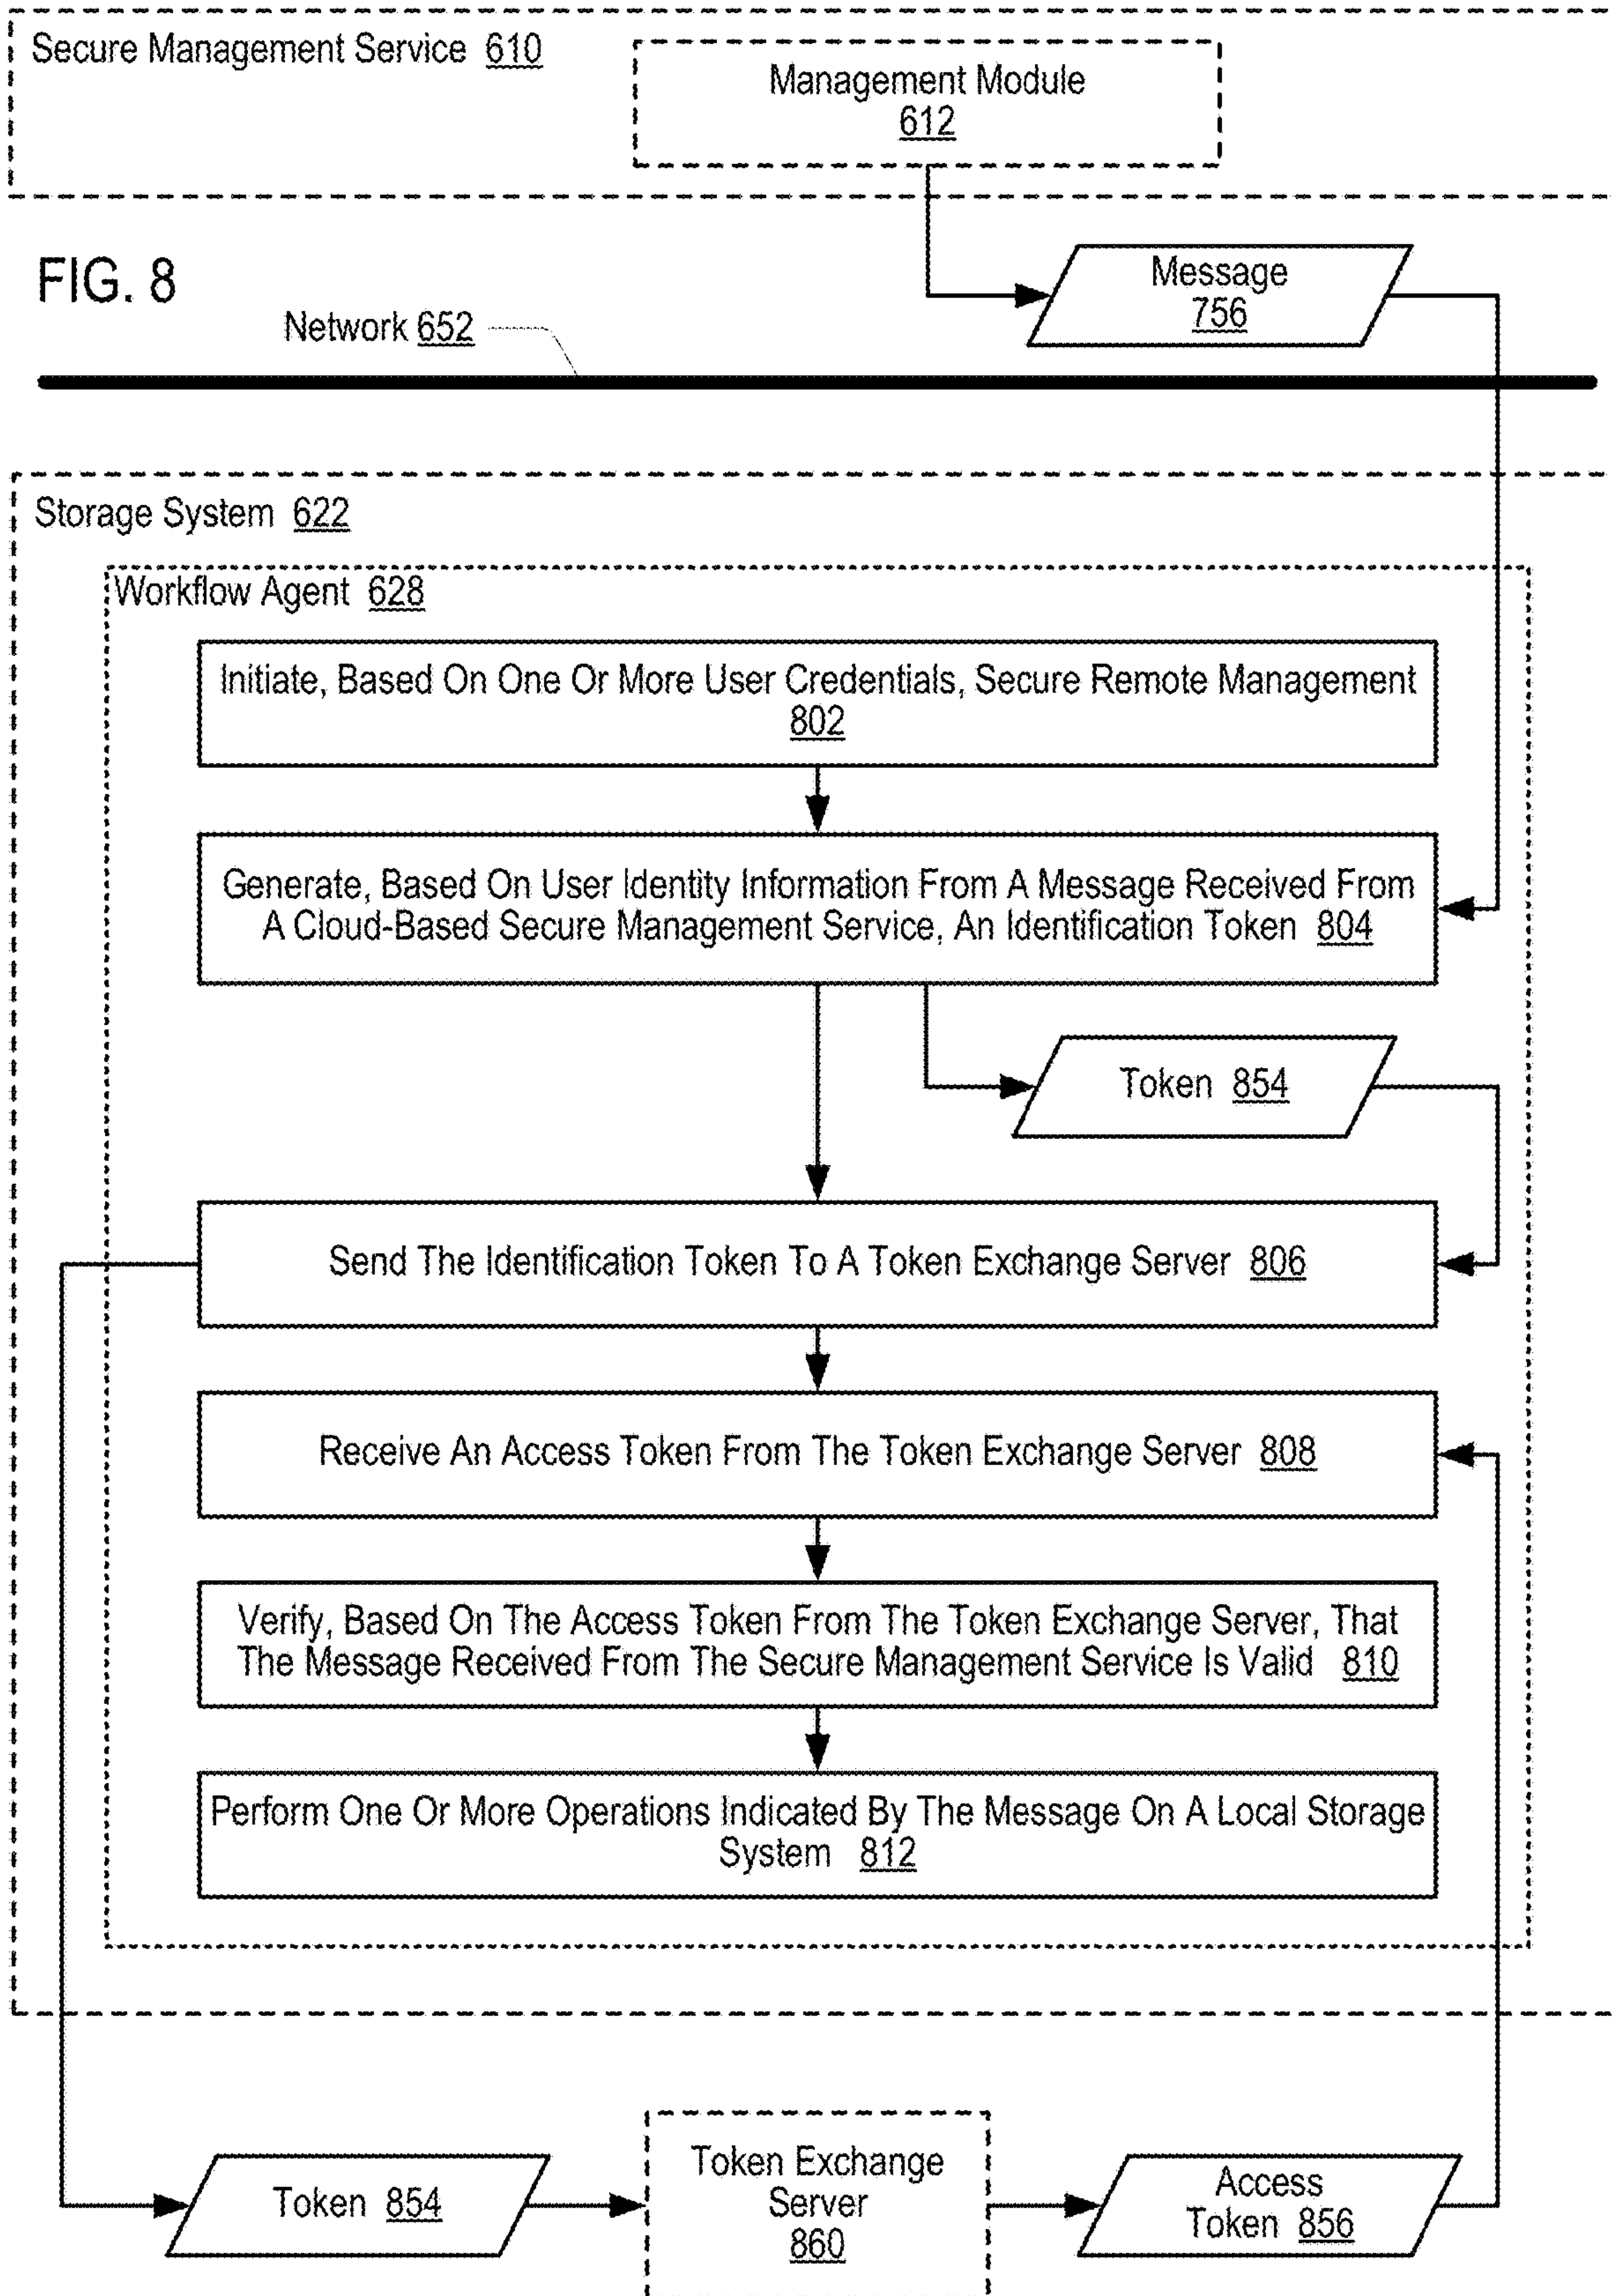 Secure Management Service 610
Management Module
612
FIG. 8
Message
756
Network 652
Storage System 622
Workflow Agent 628
Initiate, Based On One Or More User Credentials, Secure Remote Management
802
Generate, Based On User Identity Information From A Message Received From
A Cloud-Based Secure Management Service, An Identification Token 804
Token 854
Send The Identification Token To A Token Exchange Server 806
Receive An Access Token From The Token Exchange Server 808
Verify, Based On The Access Token From The Token Exchange Server, That
The Message Received From The Secure Management Service Is Valid 810
Perform One Or More Operations Indicated By The Message On A Local Storage
System 812
Token 854
Token Exchange
Server
860
Access
Token 856